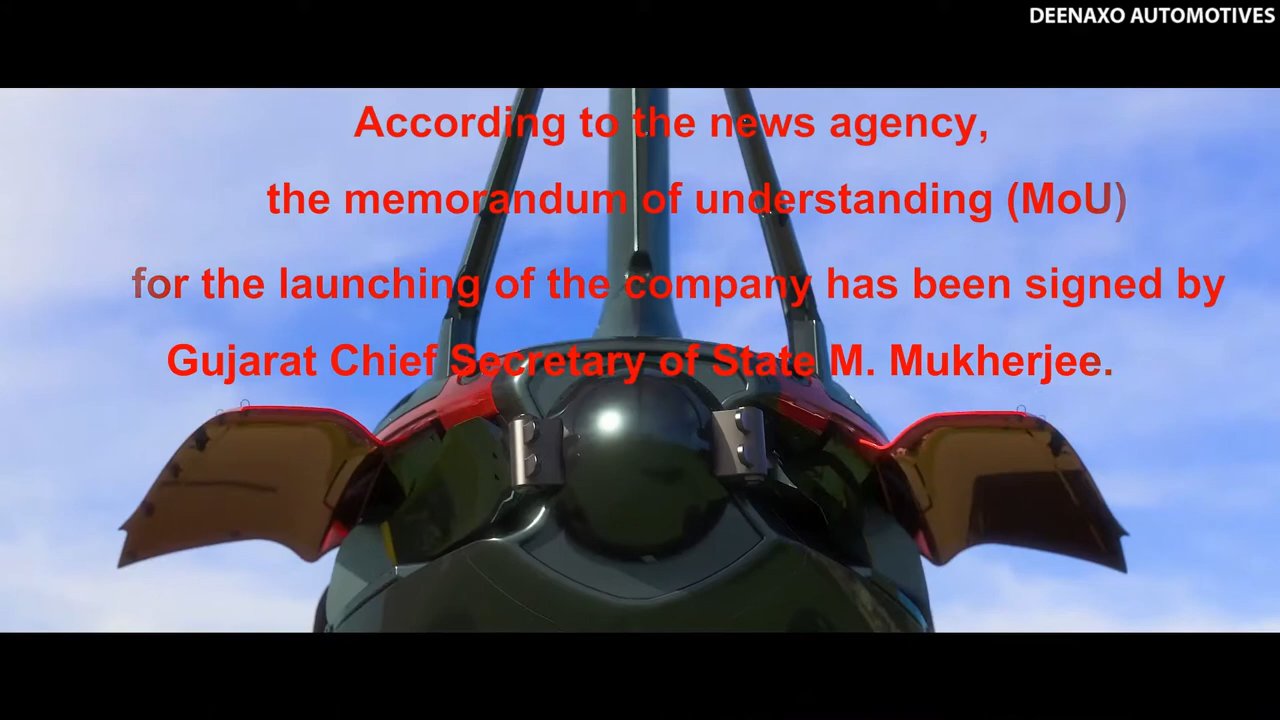 DEENAXO AUTOMOTIVES
According to the news agency,
the memorandum of understanding (MoU)
for the launching of the company has been signed by
Gujarat Chief Secretary of State M. Mukherjee.